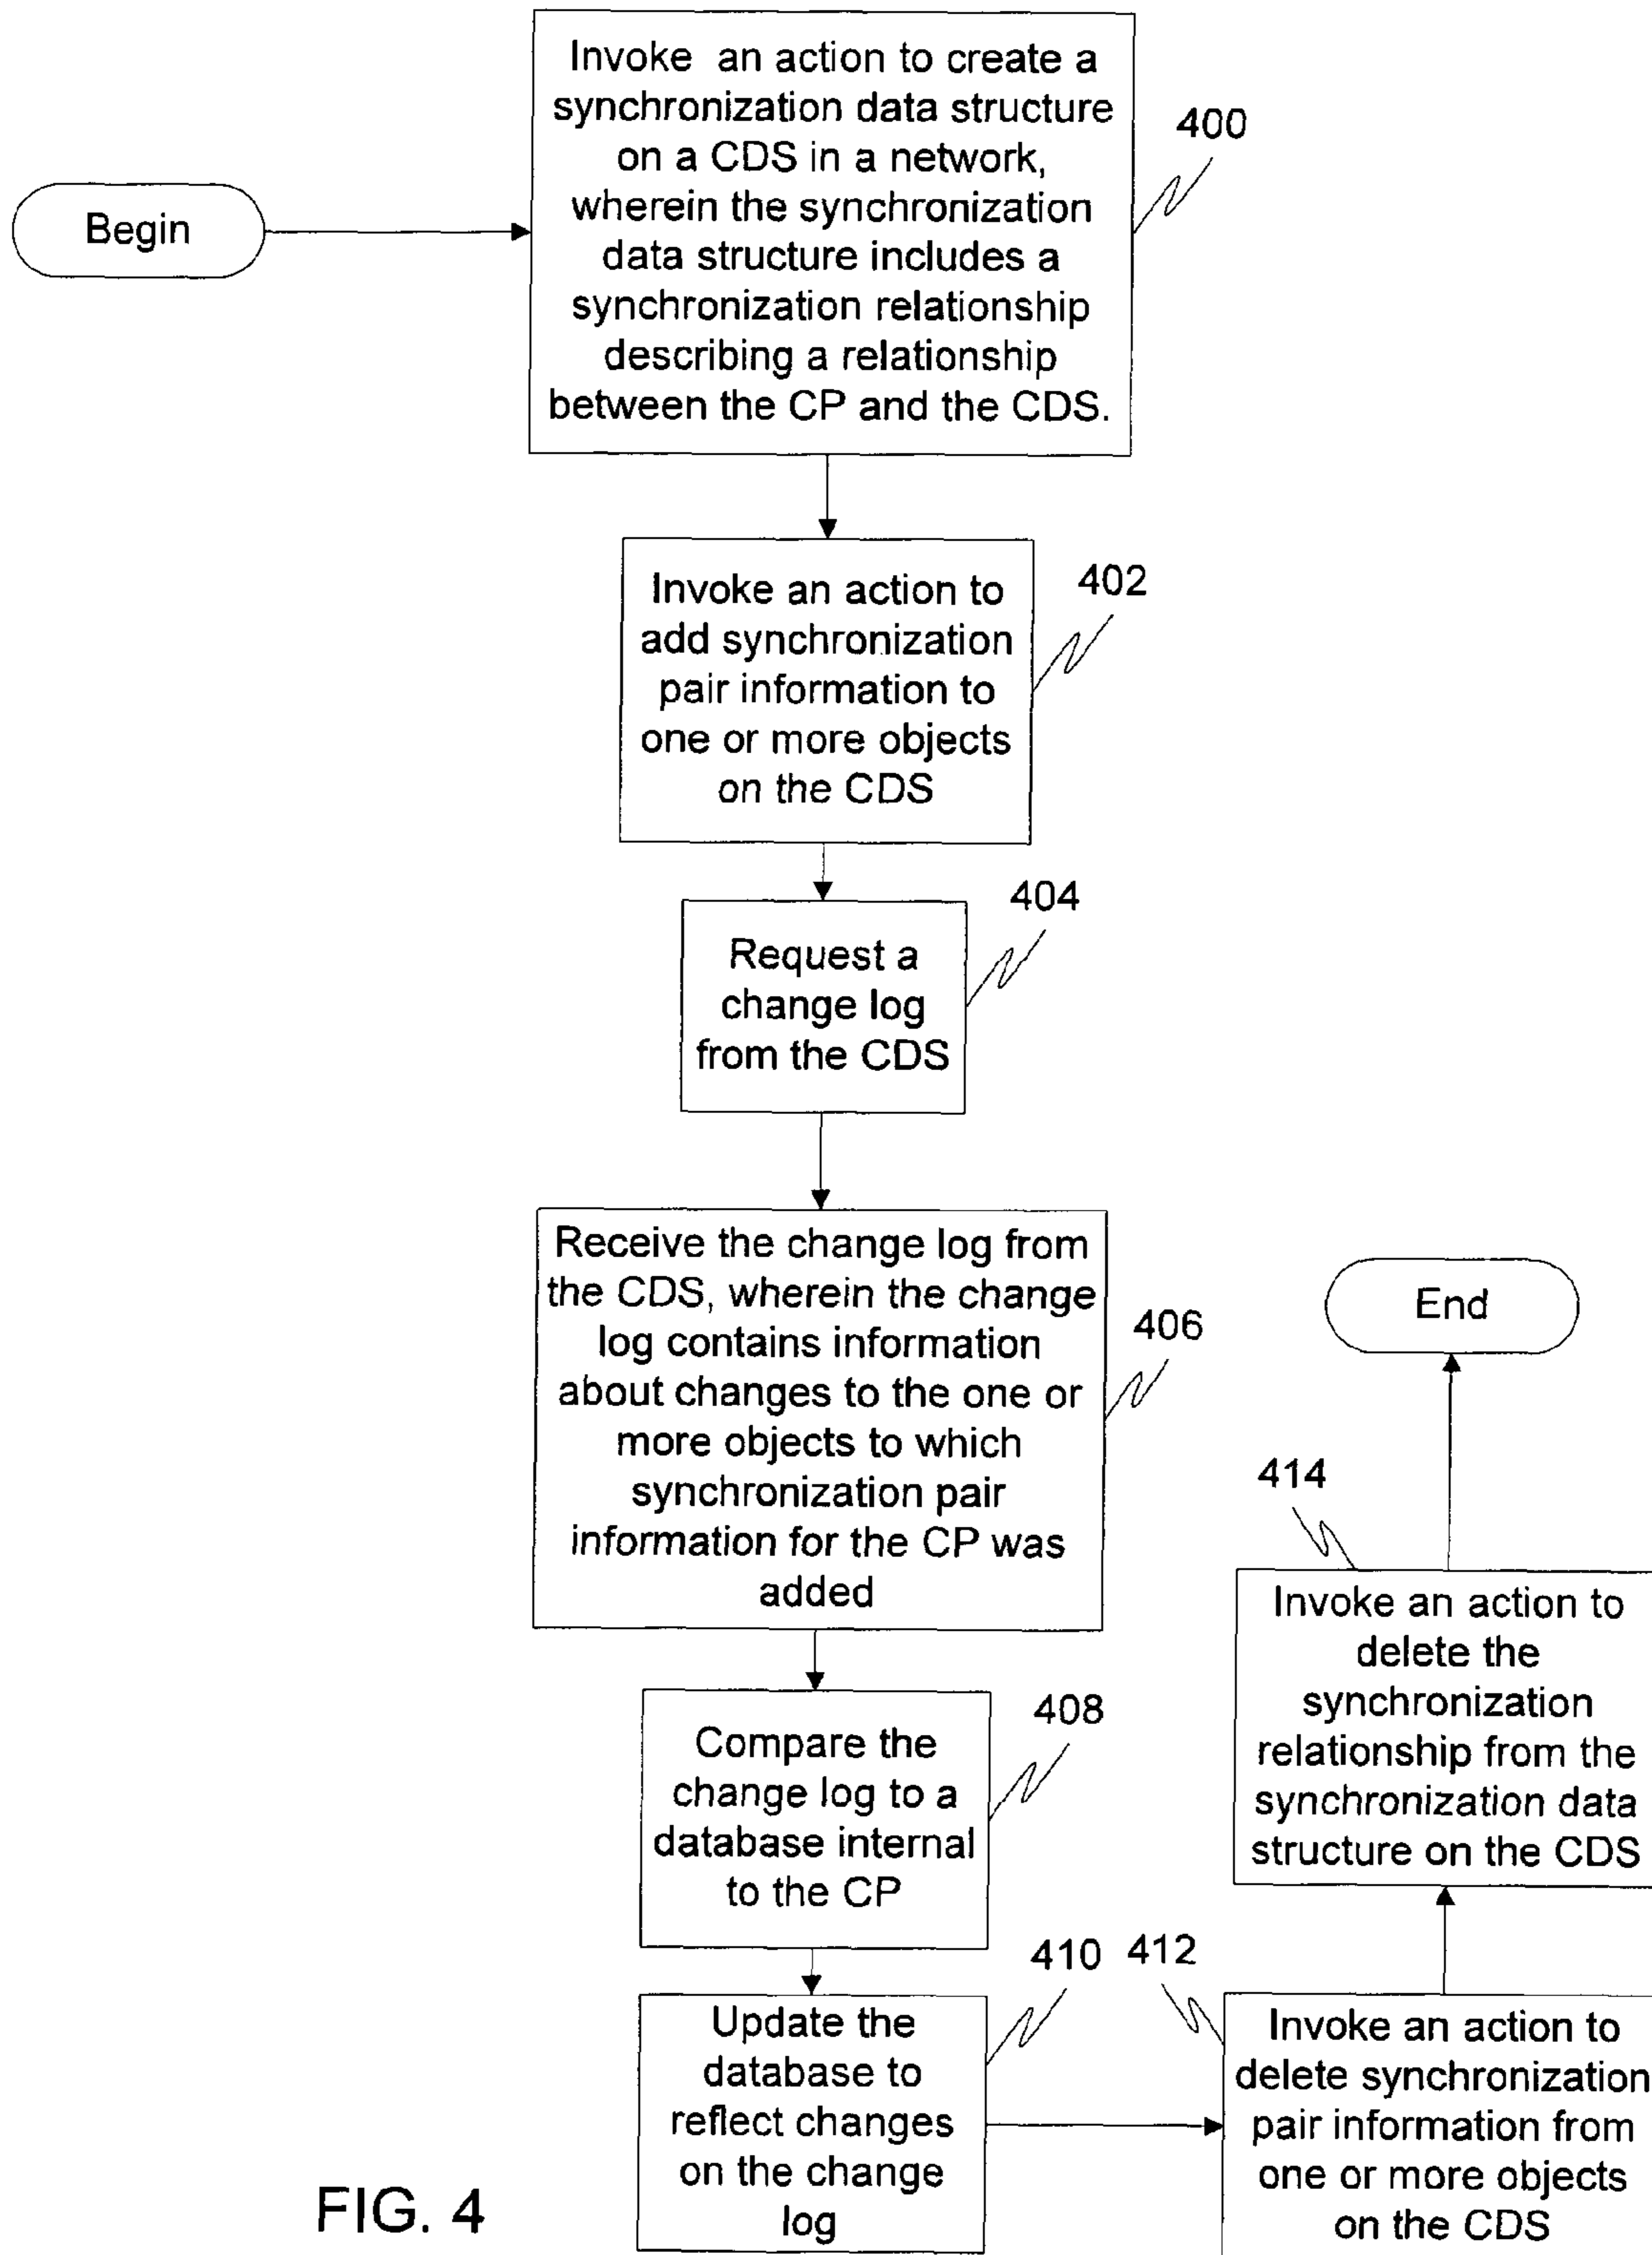 Begin
Invoke an action to create a
synchronization data structure
on a CDS in a network,
wherein the synchronization
data structure includes a
synchronization relationship
describing a relationship
between the CP and the CDS.
400
Invoke an action to
add synchronization
pair information to
one or more objects
on the CDS
402
Request a
change log
from the CDS
404
Receive the change log from
the CDS, wherein the change
log contains information
about changes to the one or
more objects to which
synchronization pair
information for the CP was
added
406
Compare the
change log to a
database internal
to the CP
408
Update the
database to
reflect changes
on the change
log
410
412
Invoke an action to
delete synchronization
pair information from
one or more objects
on the CDS
414
Invoke an action to
delete the
synchronization
relationship from the
synchronization data
structure on the CDS
End
FIG. 4